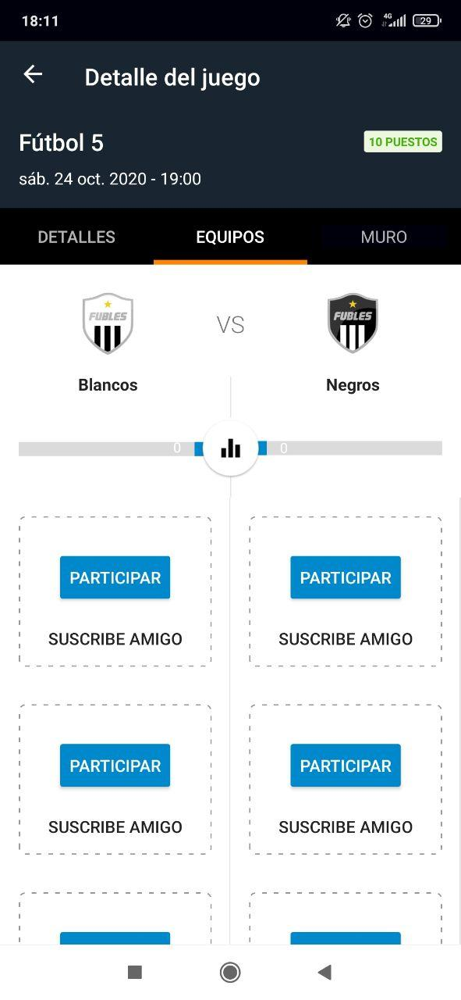 18:11
4G
29
Detalle del juego
Fútbol 5
10 PUESTOS
sáb. 24 oct. 2020 - 19:00
DETALLES
EQUIPOS
MURO
FUBLES
VS
FUBLES
Blancos
Negros
0
0
PARTICIPAR
PARTICIPAR
SUSCRIBE AMIGO
SUSCRIBE AMIGO
PARTICIPAR
PARTICIPAR
SUSCRIBE AMIGO
SUSCRIBE AMIGO